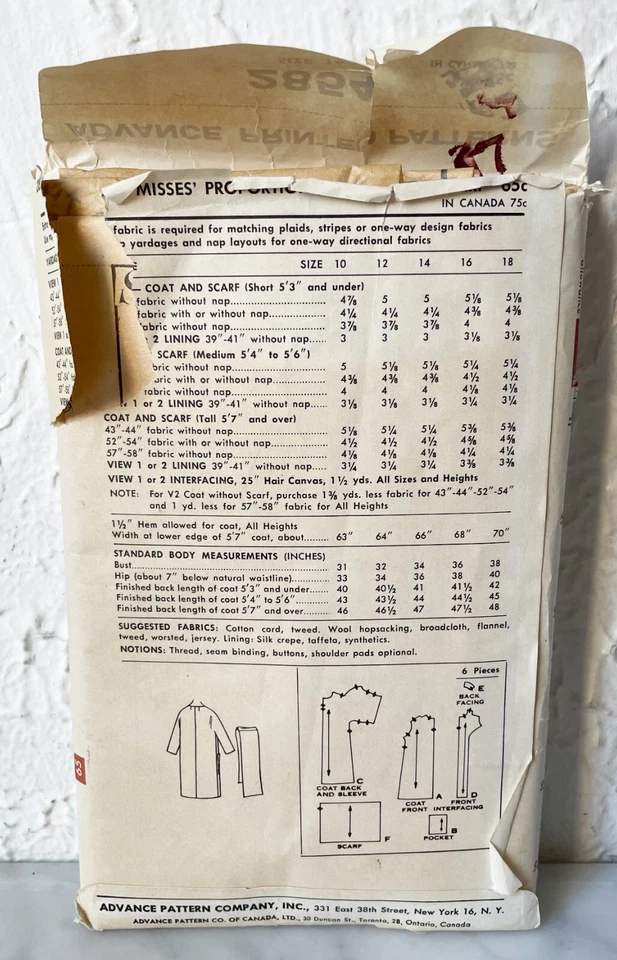 SIZE
2854
IN CANADA
ADVANCE PRINTED PATTERNS
37
MISSES'
65c
IN CANADA 75c
fabric is required for matching plaids, stripes or one-way design fabrics
yardages and nap layouts for one-way directional fabrics
SIZE 10 12 14 16 18
COAT AND SCARF (Short 5'3" and under)
fabric without nap 4⅞ 5 5 5⅛ 5⅛
with or without nap 4¼ 4¼ 4¼ 4⅜ 4⅜
fabric without nap 3⅞ 3⅞ 3⅞ 4 4
2 LINING 39"-41" without nap 3 3 3 3⅛ 3⅛
SCARF (Medium 5'4" to 5'6")
fabric without nap 5 5⅛ 5⅛ 5¼ 5¼
with or without nap 4⅜ 4⅜ 4⅜ 4½ 4½
fabric without nap 4 4 4 4⅛ 4⅛
1 or 2 LINING 39"-41" without nap 3⅛ 3⅛ 3⅛ 3¼ 3¼
COAT AND SCARF (Tall 5'7" and over)
43"-44" fabric without nap 5⅛ 5¼ 5¼ 5⅜ 5⅜
52"-54" fabric with or without nap 4½ 4½ 4½ 4⅝ 4⅝
57"-58" fabric without nap 4⅛ 4⅛ 4⅛ 4¼ 4¼
VIEW 1 or 2 LINING 39"-41" without nap 3¼ 3¼ 3¼ 3⅜ 3⅜
VIEW 1 or 2 INTERFACING, 25" Hair Canvas, 1½ yds. All Sizes and Heights
NOTE: For V2 Coat without Scarf, purchase 1⅜ yds. less fabric for 43"-44"-52"-54"
and 1 yd. less for 57"-58" fabric for All Heights
1½" Hem allowed for coat, All Heights
Width at lower edge of 5'7" coat, about 63" 64" 66" 68" 70"
STANDARD BODY MEASUREMENTS (INCHES)
Bust 31 32 34 36 38
Hip (about 7" below natural waistline) 33 34 36 38 40
Finished back length of coat 5'3" and under 40 40½ 41 41½ 42
Finished back length of coat 5'4" to 5'6" 43 43½ 44 44½ 45
Finished back length of coat 5'7" and over 46 46½ 47 47½ 48
SUGGESTED FABRICS: Cotton cord, tweed. Wool hopsacking, broadcloth, flannel,
tweed, worsted, jersey. Lining: Silk crepe, taffeta, synthetics.
NOTIONS: Thread, seam binding, buttons, shoulder pads optional.
6 Pieces
E
BACK
FACING
C
COAT BACK
AND SLEEVE
A
COAT
FRONT
D
FRONT
INTERFACING
B
POCKET
F
SCARF
65
ADVANCE PATTERN COMPANY, INC., 331 East 38th Street, New York 16, N. Y.
ADVANCE PATTERN CO. OF CANADA, LTD., 30 Duncan St., Toronto, 2B, Ontario, Canada